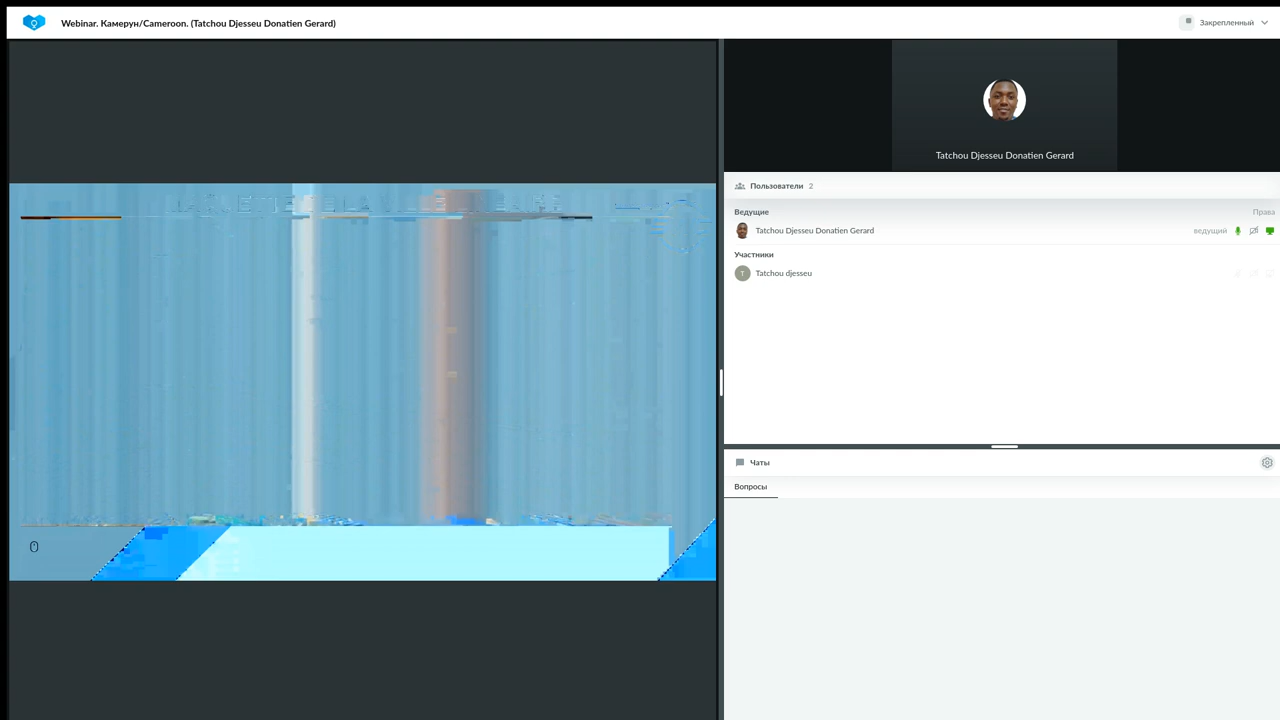 Webinar. Камерун/Cameroon. (Tatchou Djesseu Donatien Gerard)
Закрепленный
Tatchou Djesseu Donatien Gerard
Пользователи 2
Ведущие Права
Tatchou Djesseu Donatien Gerard ведущий
Участники
T Tatchou djesseu
Чаты
Вопросы